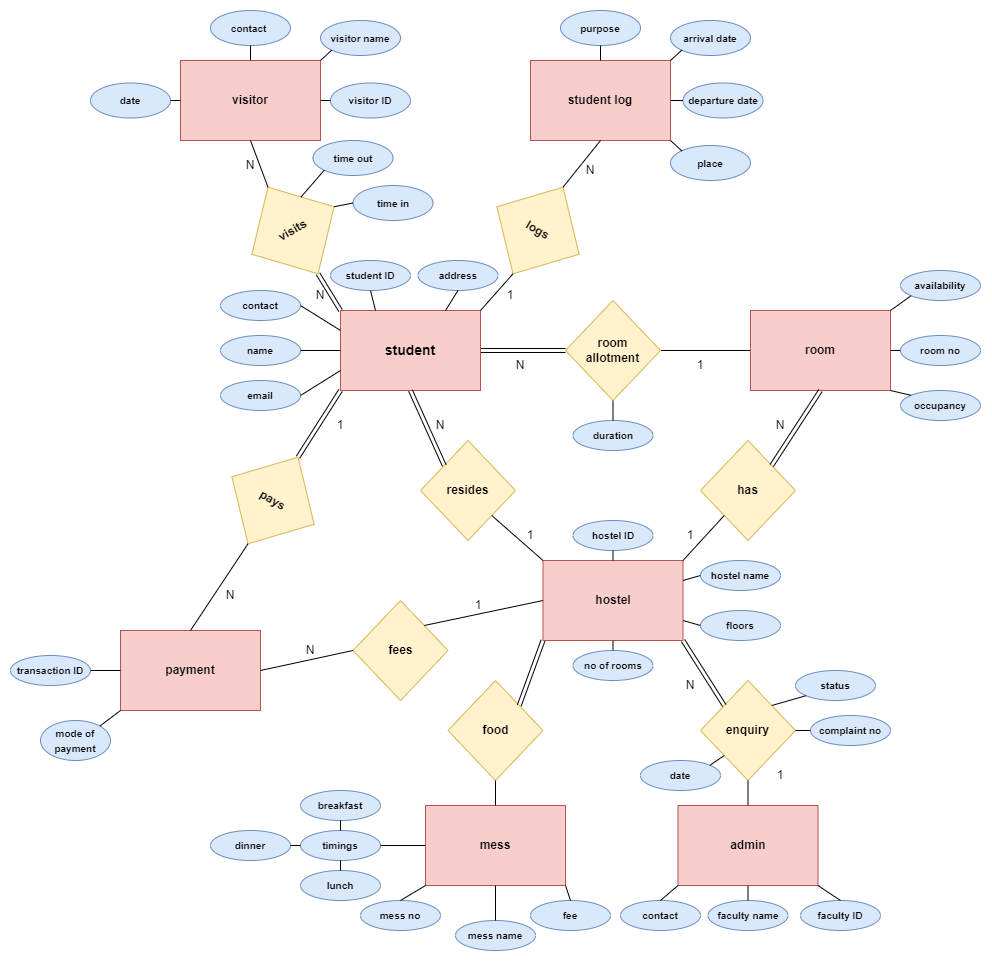 contact
visitor name
purpose
arrival date
date
visitor
visitor ID
student log
departure date
time out
place
N
N
time in
visits
logs
student ID
address
availability
N
1
contact
name
student
room
allotment
room
room no
N
1
email
occupancy
1
N
duration
N
pays
resides
has
1
hostel ID
1
hostel name
N
1
hostel
floors
N
fees
transaction ID
payment
no of rooms
N
status
mode of
payment
food
enquiry
complaint no
date
1
breakfast
dinner
timings
mess
admin
lunch
mess no
mess name
fee
contact
faculty name
faculty ID